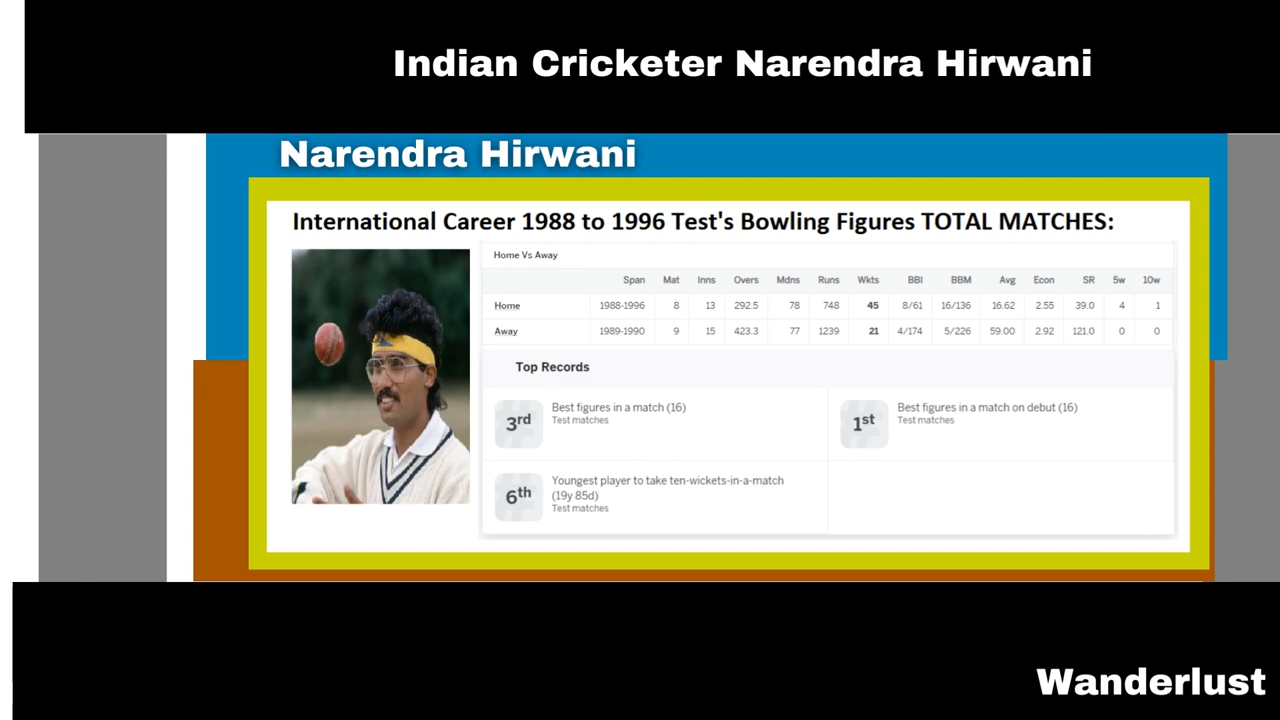 Indian Cricketer Narendra Hirwani
Narendra Hirwani
International Career 1988 to 1996 Test's Bowling Figures TOTAL MATCHES:
Home Vs Away
Span Mat Inns Overs Mdns Runs Wkts BBI BBM Avg Econ SR 5w 10w
Home 1988-1996 8 13 292.5 78 748 45 8/61 16/136 16.62 2.55 39.0 4 1
Away 1989-1990 9 15 423.3 77 1239 21 4/174 5/226 59.00 2.92 121.0 0 0
Top Records
3rd
Best figures in a match (16)
Test matches
1st
Best figures in a match on debut (16)
Test matches
6th
Youngest player to take ten-wickets-in-a-match
(19y 85d)
Test matches
Wanderlust